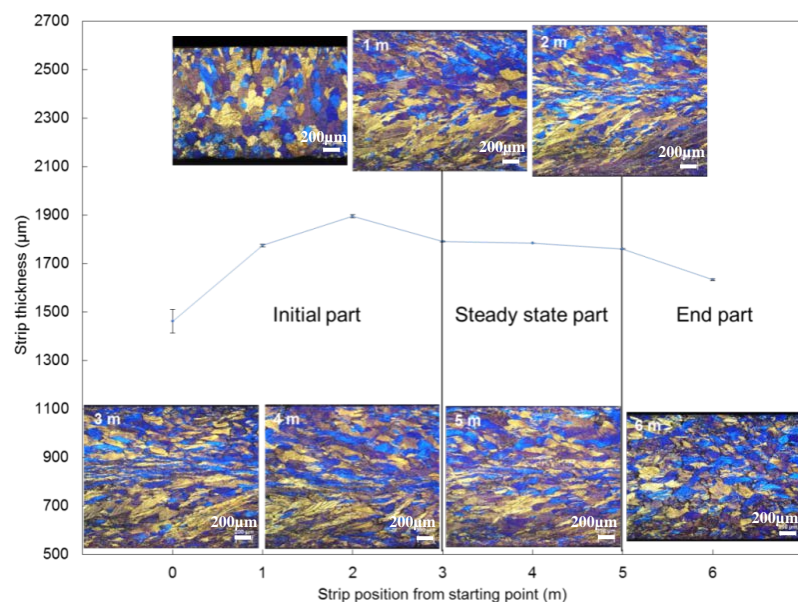 2700
2500
2300
2100
1900
1700
1500
1300
1100
900
700
500
Strip thickness (µm)
200µm
1 m
200µm
2 m
200µm
Initial part
Steady state part
End part
3 m
200µm
4 m
200µm
5 m
200µm
6 m
200µm
0 1 2 3 4 5 6
Strip position from starting point (m)